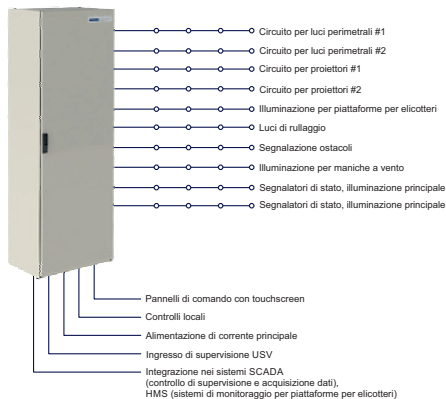 Circuito per luci perimetrali #1
Circuito per luci perimetrali #2
Circuito per proiettori #1
Circuito per proiettori #2
Illuminazione per piattaforme per elicotteri
Luci di rullaggio
Segnalazione ostacoli
Illuminazione per maniche a vento
Segnalatori di stato, illuminazione principale
Segnalatori di stato, illuminazione principale
Pannelli di comando con touchscreen
Controlli locali
Alimentazione di corrente principale
Ingresso di supervisione USV
Integrazione nei sistemi SCADA
(controllo di supervisione e acquisizione dati),
HMS (sistemi di monitoraggio per piattaforme per elicotteri)